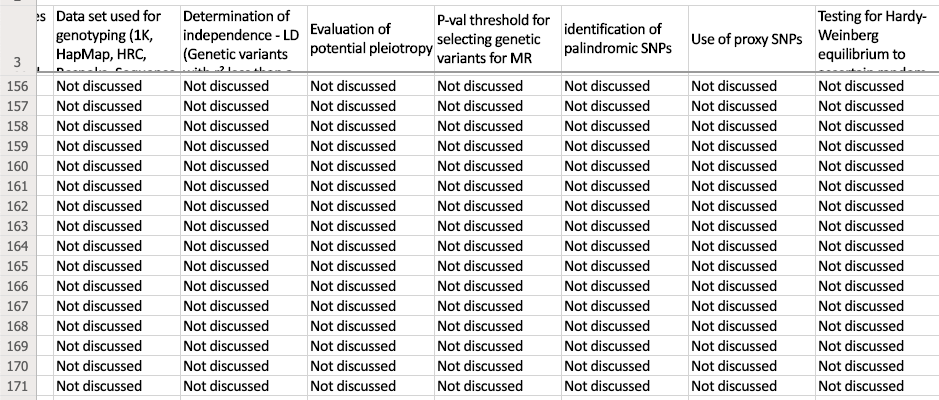 Data set used for genotyping (1K, HapMap, HRC,
Determination of independence - LD (Genetic variants
Evaluation of potential pleiotropy
P-val threshold for selecting genetic variants for MR
identification of palindromic SNPs
Use of proxy SNPs
Testing for Hardy-Weinberg equilibrium to
3
156 Not discussed Not discussed Not discussed Not discussed Not discussed Not discussed Not discussed
157 Not discussed Not discussed Not discussed Not discussed Not discussed Not discussed Not discussed
158 Not discussed Not discussed Not discussed Not discussed Not discussed Not discussed Not discussed
159 Not discussed Not discussed Not discussed Not discussed Not discussed Not discussed Not discussed
160 Not discussed Not discussed Not discussed Not discussed Not discussed Not discussed Not discussed
161 Not discussed Not discussed Not discussed Not discussed Not discussed Not discussed Not discussed
162 Not discussed Not discussed Not discussed Not discussed Not discussed Not discussed Not discussed
163 Not discussed Not discussed Not discussed Not discussed Not discussed Not discussed Not discussed
164 Not discussed Not discussed Not discussed Not discussed Not discussed Not discussed Not discussed
165 Not discussed Not discussed Not discussed Not discussed Not discussed Not discussed Not discussed
166 Not discussed Not discussed Not discussed Not discussed Not discussed Not discussed Not discussed
167 Not discussed Not discussed Not discussed Not discussed Not discussed Not discussed Not discussed
168 Not discussed Not discussed Not discussed Not discussed Not discussed Not discussed Not discussed
169 Not discussed Not discussed Not discussed Not discussed Not discussed Not discussed Not discussed
170 Not discussed Not discussed Not discussed Not discussed Not discussed Not discussed Not discussed
171 Not discussed Not discussed Not discussed Not discussed Not discussed Not discussed Not discussed